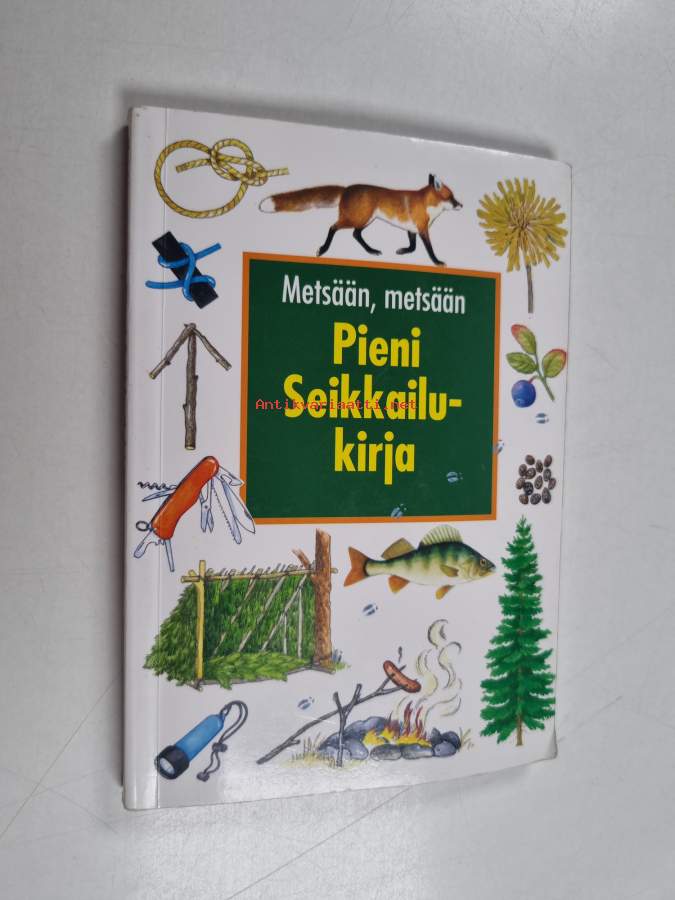 Metsään, metsään
Pieni
Seikkailu-
kirja
Antikvariaatti.net